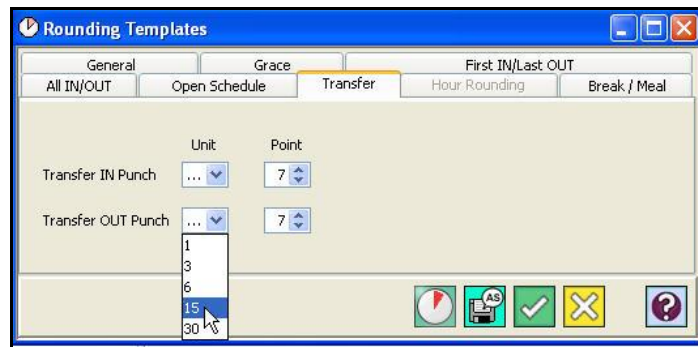 Rounding Templates
General Grace First IN/Last OUT
All IN/OUT Open Schedule Transfer Hour Rounding Break / Meal
Unit Point
Transfer IN Punch ... 7
Transfer OUT Punch ... 7
1
3
6
15
30
AS
?